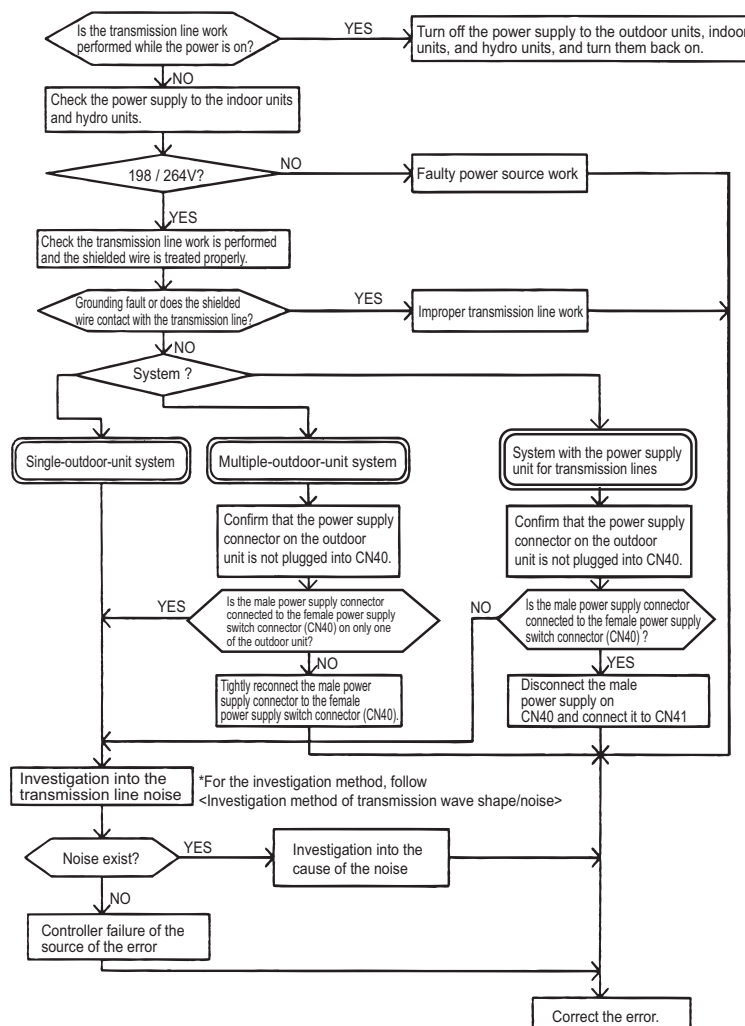 Is the transmission line work
performed while the power is on?
YES
Turn off the power supply to the outdoor units, indoor
units, and hydro units, and turn them back on.
NO
Check the power supply to the indoor units
and hydro units.
198 / 264V?
NO
Faulty power source work
YES
Check the transmission line work is performed
and the shielded wire is treated properly.
Grounding fault or does the shielded
wire contact with the transmission line?
YES
Improper transmission line work
NO
System ?
Single-outdoor-unit system
Multiple-outdoor-unit system
System with the power supply
unit for transmission lines
Confirm that the power supply
connector on the outdoor
unit is not plugged into CN40.
Confirm that the power supply
connector on the outdoor
unit is not plugged into CN40.
YES
Is the male power supply connector
connected to the female power supply
switch connector (CN40) on only one
of the outdoor unit?
NO
Is the male power supply connector
connected to the female power supply
switch connector (CN40) ?
NO
YES
Tightly reconnect the male power
supply connector to the female
power supply switch connector (CN40).
Disconnect the male
power supply on
CN40 and connect it to CN41
Investigation into the
transmission line noise
*For the investigation method, follow
<Investigation method of transmission wave shape/noise>
Noise exist?
YES
Investigation into the
cause of the noise
NO
Controller failure of the
source of the error
Correct the error.